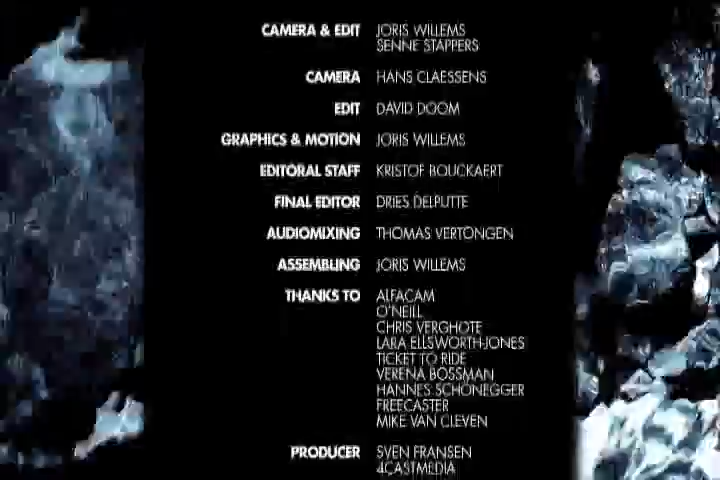 CAMERA & EDIT JORIS WILLEMS
SENNE STAPPERS
CAMERA HANS CLAESSENS
EDIT DAVID DOOM
GRAPHICS & MOTION JORIS WILLEMS
EDITORAL STAFF KRISTOF BOUCKAERT
FINAL EDITOR DRIES DELPUTTE
AUDIOMIXING THOMAS VERTONGEN
ASSEMBLING JORIS WILLEMS
THANKS TO ALFACAM
O'NEILL
CHRIS VERGHOTE
LARA ELLSWORTH-JONES
TICKET TO RIDE
VERENA BOSSMAN
HANNES SCHÖNEGGER
FREECASTER
MIKE VAN CLEVEN
PRODUCER SVEN FRANSEN
4CASTMEDIA